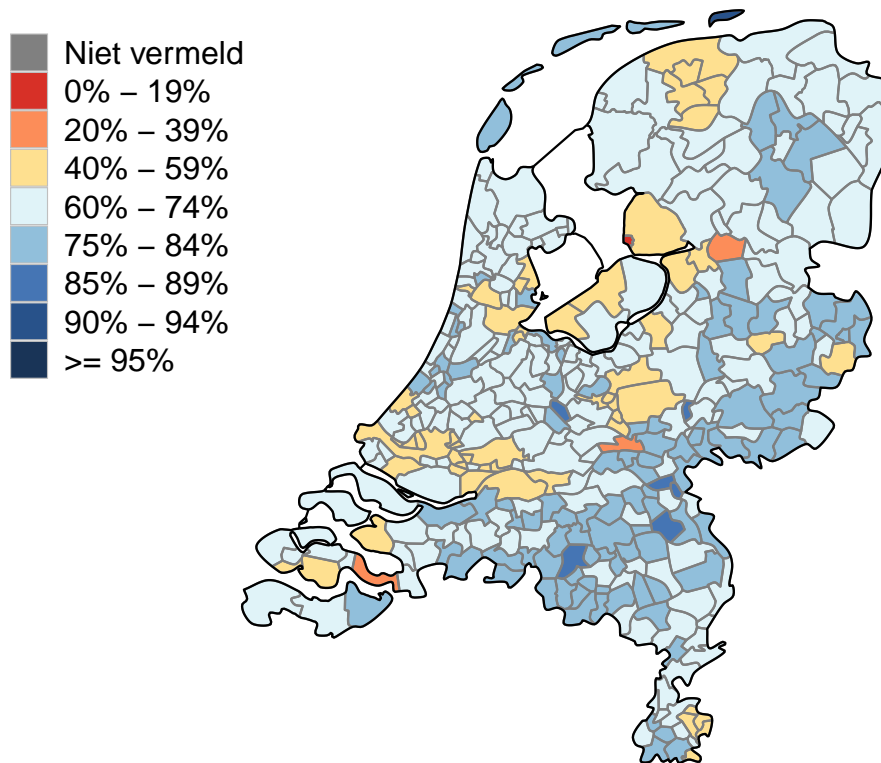 Niet vermeld
0% – 19%
20% – 39%
40% – 59%
60% – 74%
75% – 84%
85% – 89%
90% – 94%
>= 95%